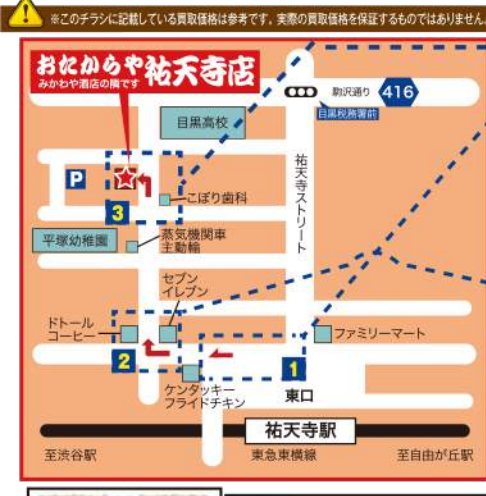 ※このチラシに記載している買取価格は参考です。実際の買取価格を保証するものではありません。
おたからや祐天寺店
みかわや酒店の隣です
駒沢通り
416
目黒税務署前
目黒高校
祐天寺ストリート
P
こぼり歯科
3
平塚幼稚園
蒸気機関車
主動輪
セブン
イレブン
ドトール
コーヒー
ファミリーマート
2
1
ケンタッキー
フライドチキン
東口
祐天寺駅
至渋谷駅
東急東横線
至自由が丘駅